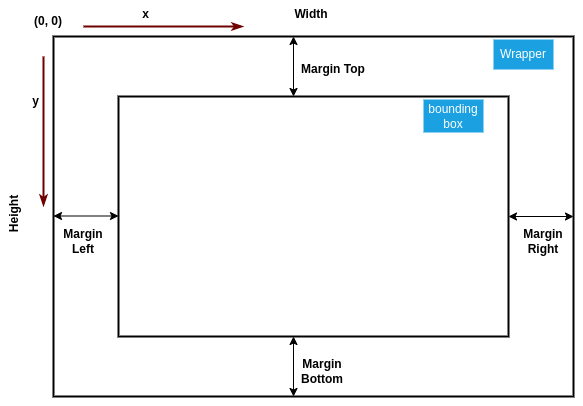 (0, 0)
x
Width
Wrapper
Margin Top
y
bounding
box
Height
Margin
Left
Margin
Right
Margin
Bottom